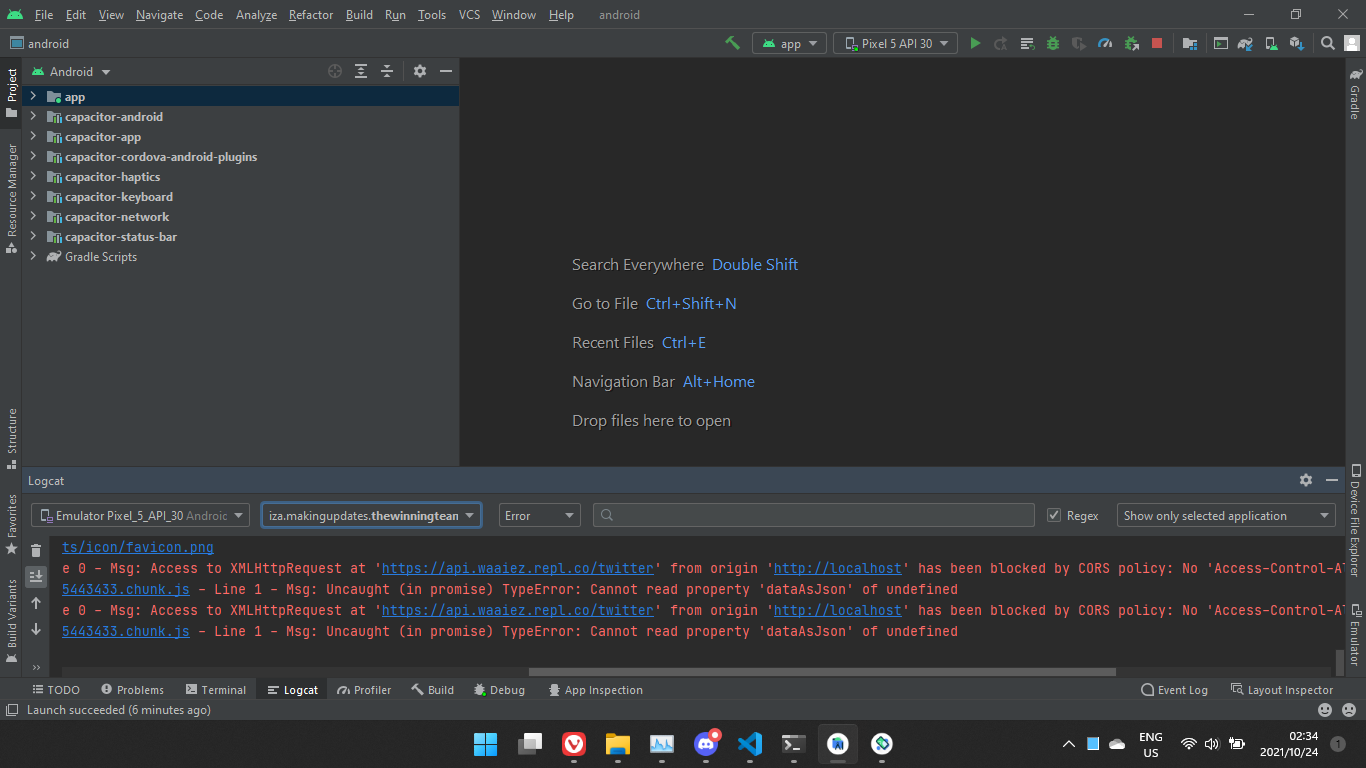 File Edit View Navigate Code Analyze Refactor Build Run Tools VCS Window Help android
android app Pixel 5 API 30
Project
Resource Manager
Structure
Favorites
Build Variants
Android
app
capacitor-android
capacitor-app
capacitor-cordova-android-plugins
capacitor-haptics
capacitor-keyboard
capacitor-network
capacitor-status-bar
Gradle Scripts
Search Everywhere Double Shift
Go to File Ctrl+Shift+N
Recent Files Ctrl+E
Navigation Bar Alt+Home
Drop files here to open
Gradle
Device File Explorer
Emulator
Logcat
Emulator Pixel_5_API_30 Androic iza.makingupdates.thewinningtean Error Regex Show only selected application
ts/icon/favicon.png
e 0 - Msg: Access to XMLHttpRequest at 'https://api.waaiez.repl.co/twitter' from origin 'http://localhost' has been blocked by CORS policy: No 'Access-Control-Al
5443433.chunk.js - Line 1 - Msg: Uncaught (in promise) TypeError: Cannot read property 'dataAsJson' of undefined
e 0 - Msg: Access to XMLHttpRequest at 'https://api.waaiez.repl.co/twitter' from origin 'http://localhost' has been blocked by CORS policy: No 'Access-Control-Al
5443433.chunk.js - Line 1 - Msg: Uncaught (in promise) TypeError: Cannot read property 'dataAsJson' of undefined
TODO Problems Terminal Logcat Profiler Build Debug App Inspection Event Log Layout Inspector
Launch succeeded (6 minutes ago)
ENG
US
02:34
2021/10/24
1